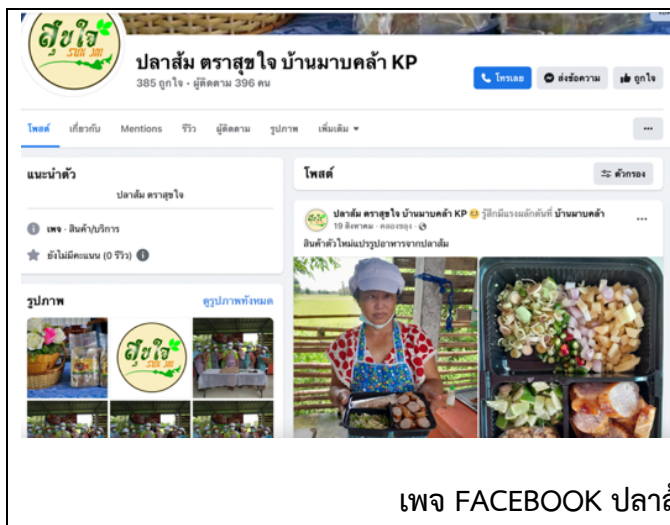 สุขใจ
SUK JAI
ปลาส้ม ตราสุขใจ บ้านมาบคล้า KP
385 ถูกใจ • ผู้ติดตาม 396 คน
โทรเลย
ส่งข้อความ
ถูกใจ
โพสต์ เกี่ยวกับ Mentions รีวิว ผู้ติดตาม รูปภาพ เพิ่มเติม
แนะนำตัว
ปลาส้ม ตราสุขใจ
เพจ · สินค้า/บริการ
ยังไม่มีคะแนน (0 รีวิว)
รูปภาพ
ดูรูปภาพทั้งหมด
สุขใจ
SUK JAI
โพสต์
ตัวกรอง
ปลาส้ม ตราสุขใจ บ้านมาบคล้า KP รู้สึกมีแรงผลักดันที่ บ้านมาบคล้า
19 สิงหาคม · คลองขลุง ·
สินค้าตัวใหม่แปรรูปอาหารจากปลาส้ม
เพจ FACEBOOK